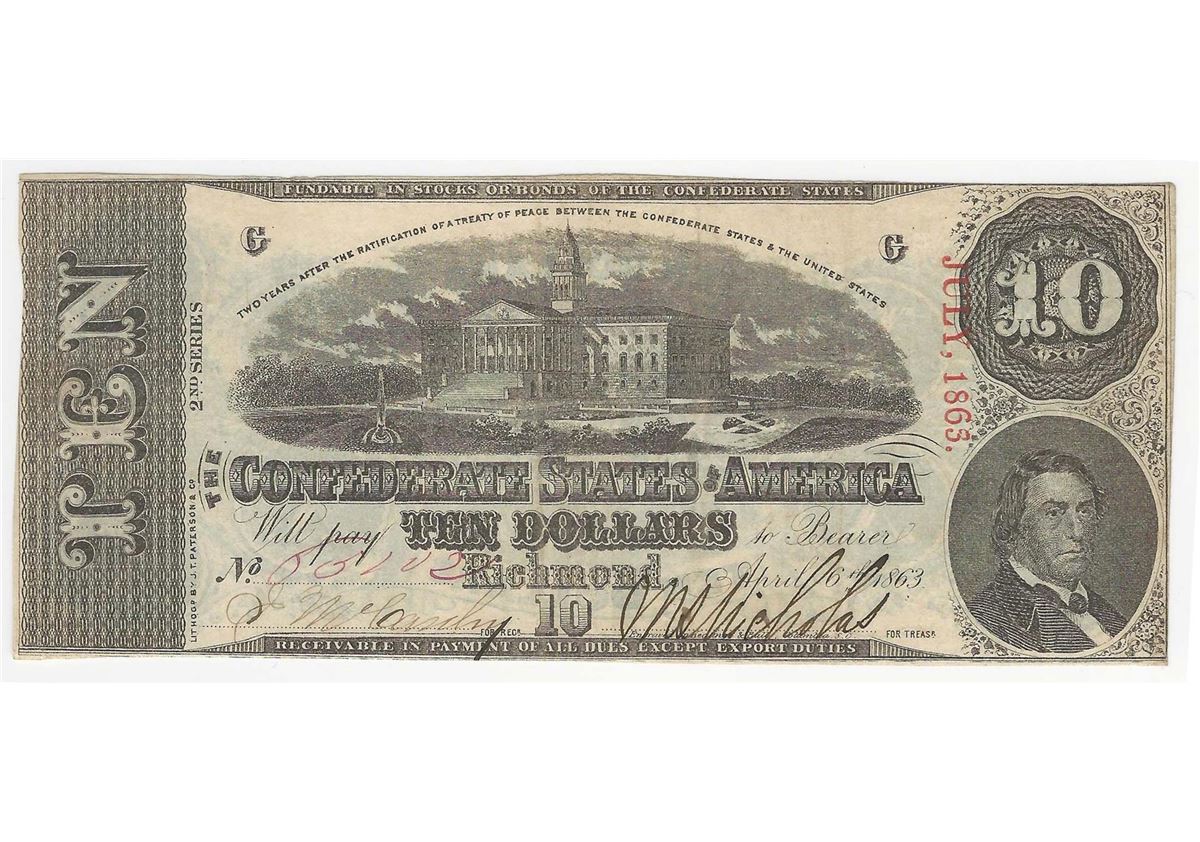 FUNDABLE IN STOCKS OR BONDS OF THE CONFEDERATE STATES
TWO YEARS AFTER THE RATIFICATION OF A TREATY OF PEACE BETWEEN THE CONFEDERATE STATES & THE UNITED STATES
G
G
10
JULY, 1863.
TEN
2ND SERIES
LITHOG'D BY J.T. PATERSON & CO
THE
CONFEDERATE STATES OF AMERICA
Will pay TEN DOLLARS to Bearer
No. Richmond April 6th 1863
10
FOR REGR.
FOR TREASR.
RECEIVABLE IN PAYMENT OF ALL DUES EXCEPT EXPORT DUTIES